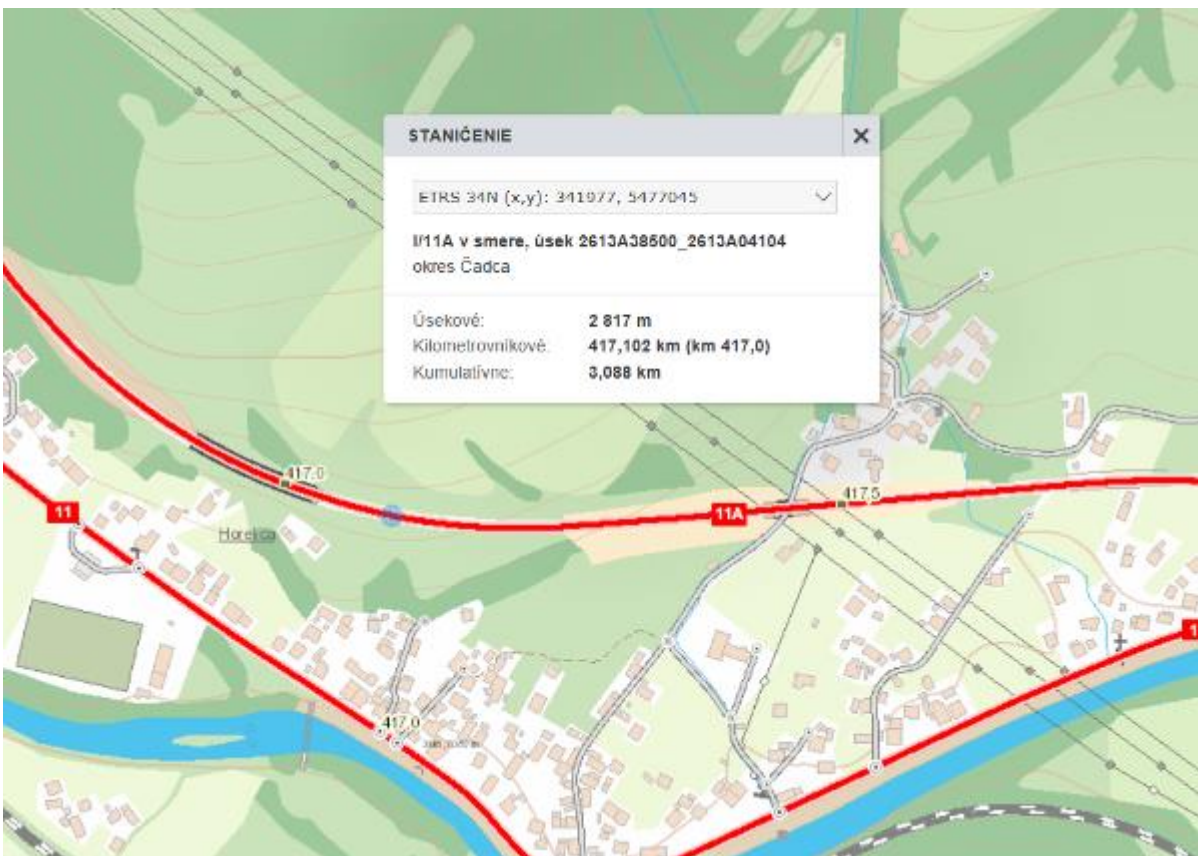 STANIČENIE
ETRS 34N (x,y): 341977, 5477045
I/11A v smere, úsek 2613A38500_2613A04104
okres Čadca
Úsekové: 2 817 m
Kilometrovníkové: 417,102 km (km 417,0)
Kumulatívne: 3,088 km
417.0
417.5
11
11A
Horelica
417.0